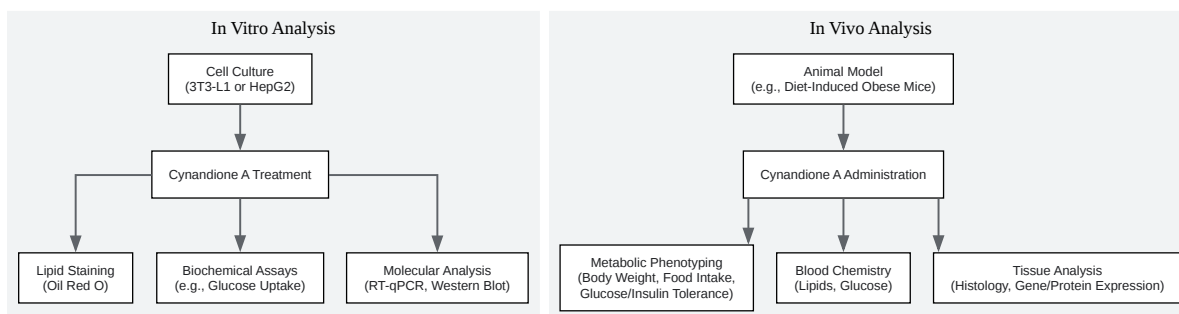 In Vitro Analysis
Cell Culture
(3T3-L1 or HepG2)
Cynandione A Treatment
Lipid Staining
(Oil Red O)
Biochemical Assays
(e.g., Glucose Uptake)
Molecular Analysis
(RT-qPCR, Western Blot)
In Vivo Analysis
Animal Model
(e.g., Diet-Induced Obese Mice)
Cynandione A Administration
Metabolic Phenotyping
(Body Weight, Food Intake,
Glucose/Insulin Tolerance)
Blood Chemistry
(Lipids, Glucose)
Tissue Analysis
(Histology, Gene/Protein Expression)